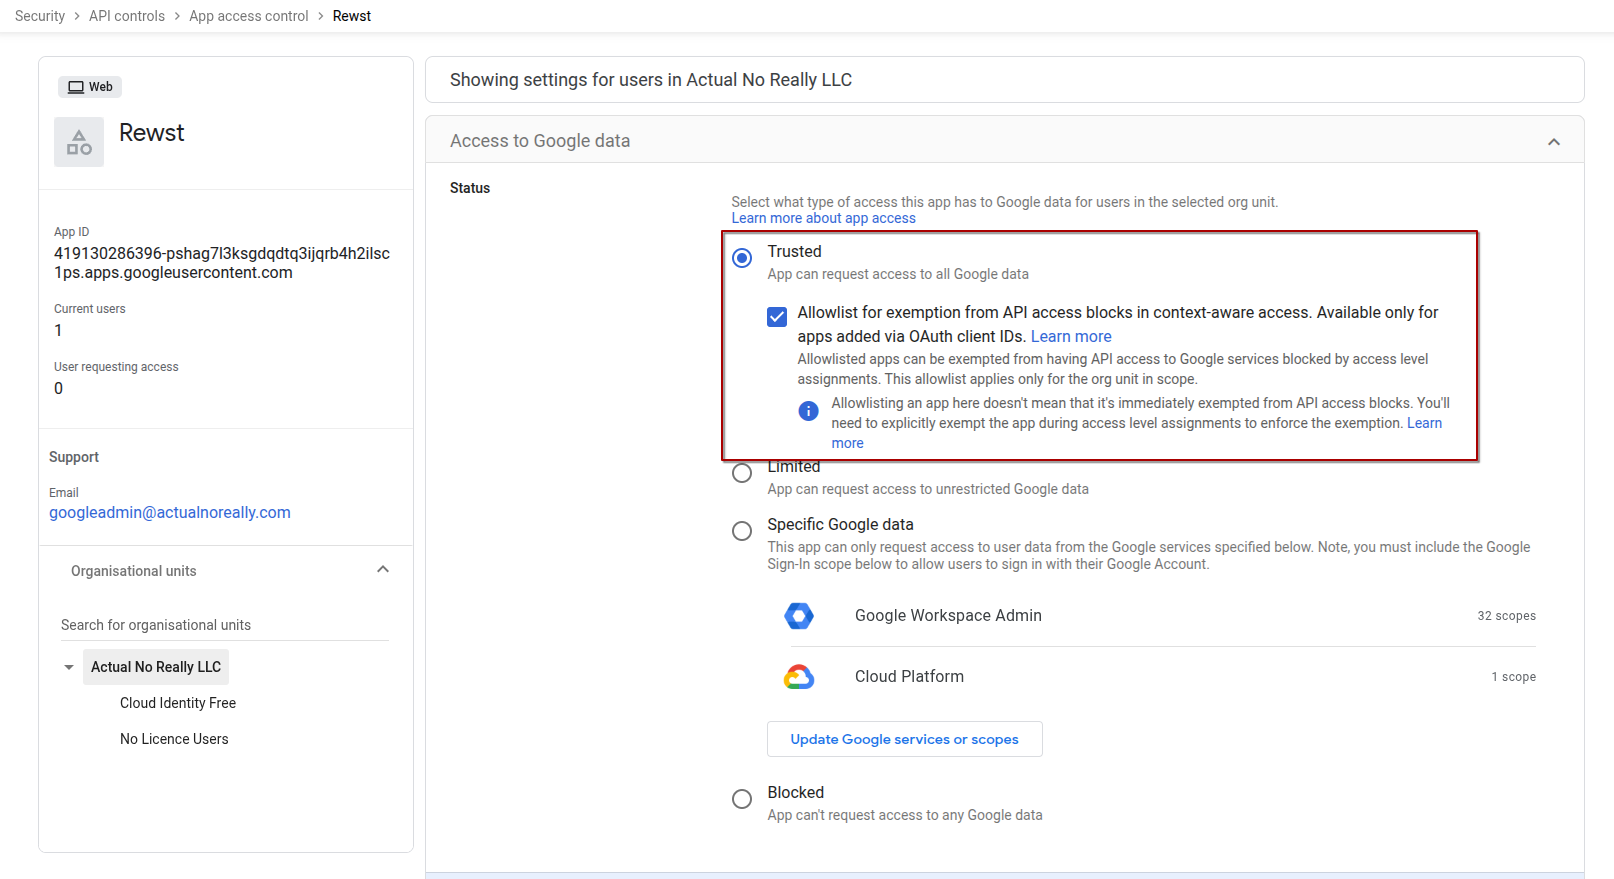 Security > API controls > App access control > Rewst
Web
Rewst
App ID
419130286396-pshag7l3ksgdqdtq3ijqrb4h2ilsc
1ps.apps.googleusercontent.com
Current users
1
User requesting access
0
Support
Email
googleadmin@actualnoreally.com
Organisational units
Search for organisational units
Actual No Really LLC
Cloud Identity Free
No Licence Users
Showing settings for users in Actual No Really LLC
Access to Google data
Status
Select what type of access this app has to Google data for users in the selected org unit.
Learn more about app access
Trusted
App can request access to all Google data
Allowlist for exemption from API access blocks in context-aware access. Available only for
apps added via OAuth client IDs. Learn more
Allowlisted apps can be exempted from having API access to Google services blocked by access level
assignments. This allowlist applies only for the org unit in scope.
Allowlisting an app here doesn't mean that it's immediately exempted from API access blocks. You'll
need to explicitly exempt the app during access level assignments to enforce the exemption. Learn
more
Limited
App can request access to unrestricted Google data
Specific Google data
This app can only request access to user data from the Google services specified below. Note, you must include the Google
Sign-In scope below to allow users to sign in with their Google Account.
Google Workspace Admin
32 scopes
Cloud Platform
1 scope
Update Google services or scopes
Blocked
App can't request access to any Google data